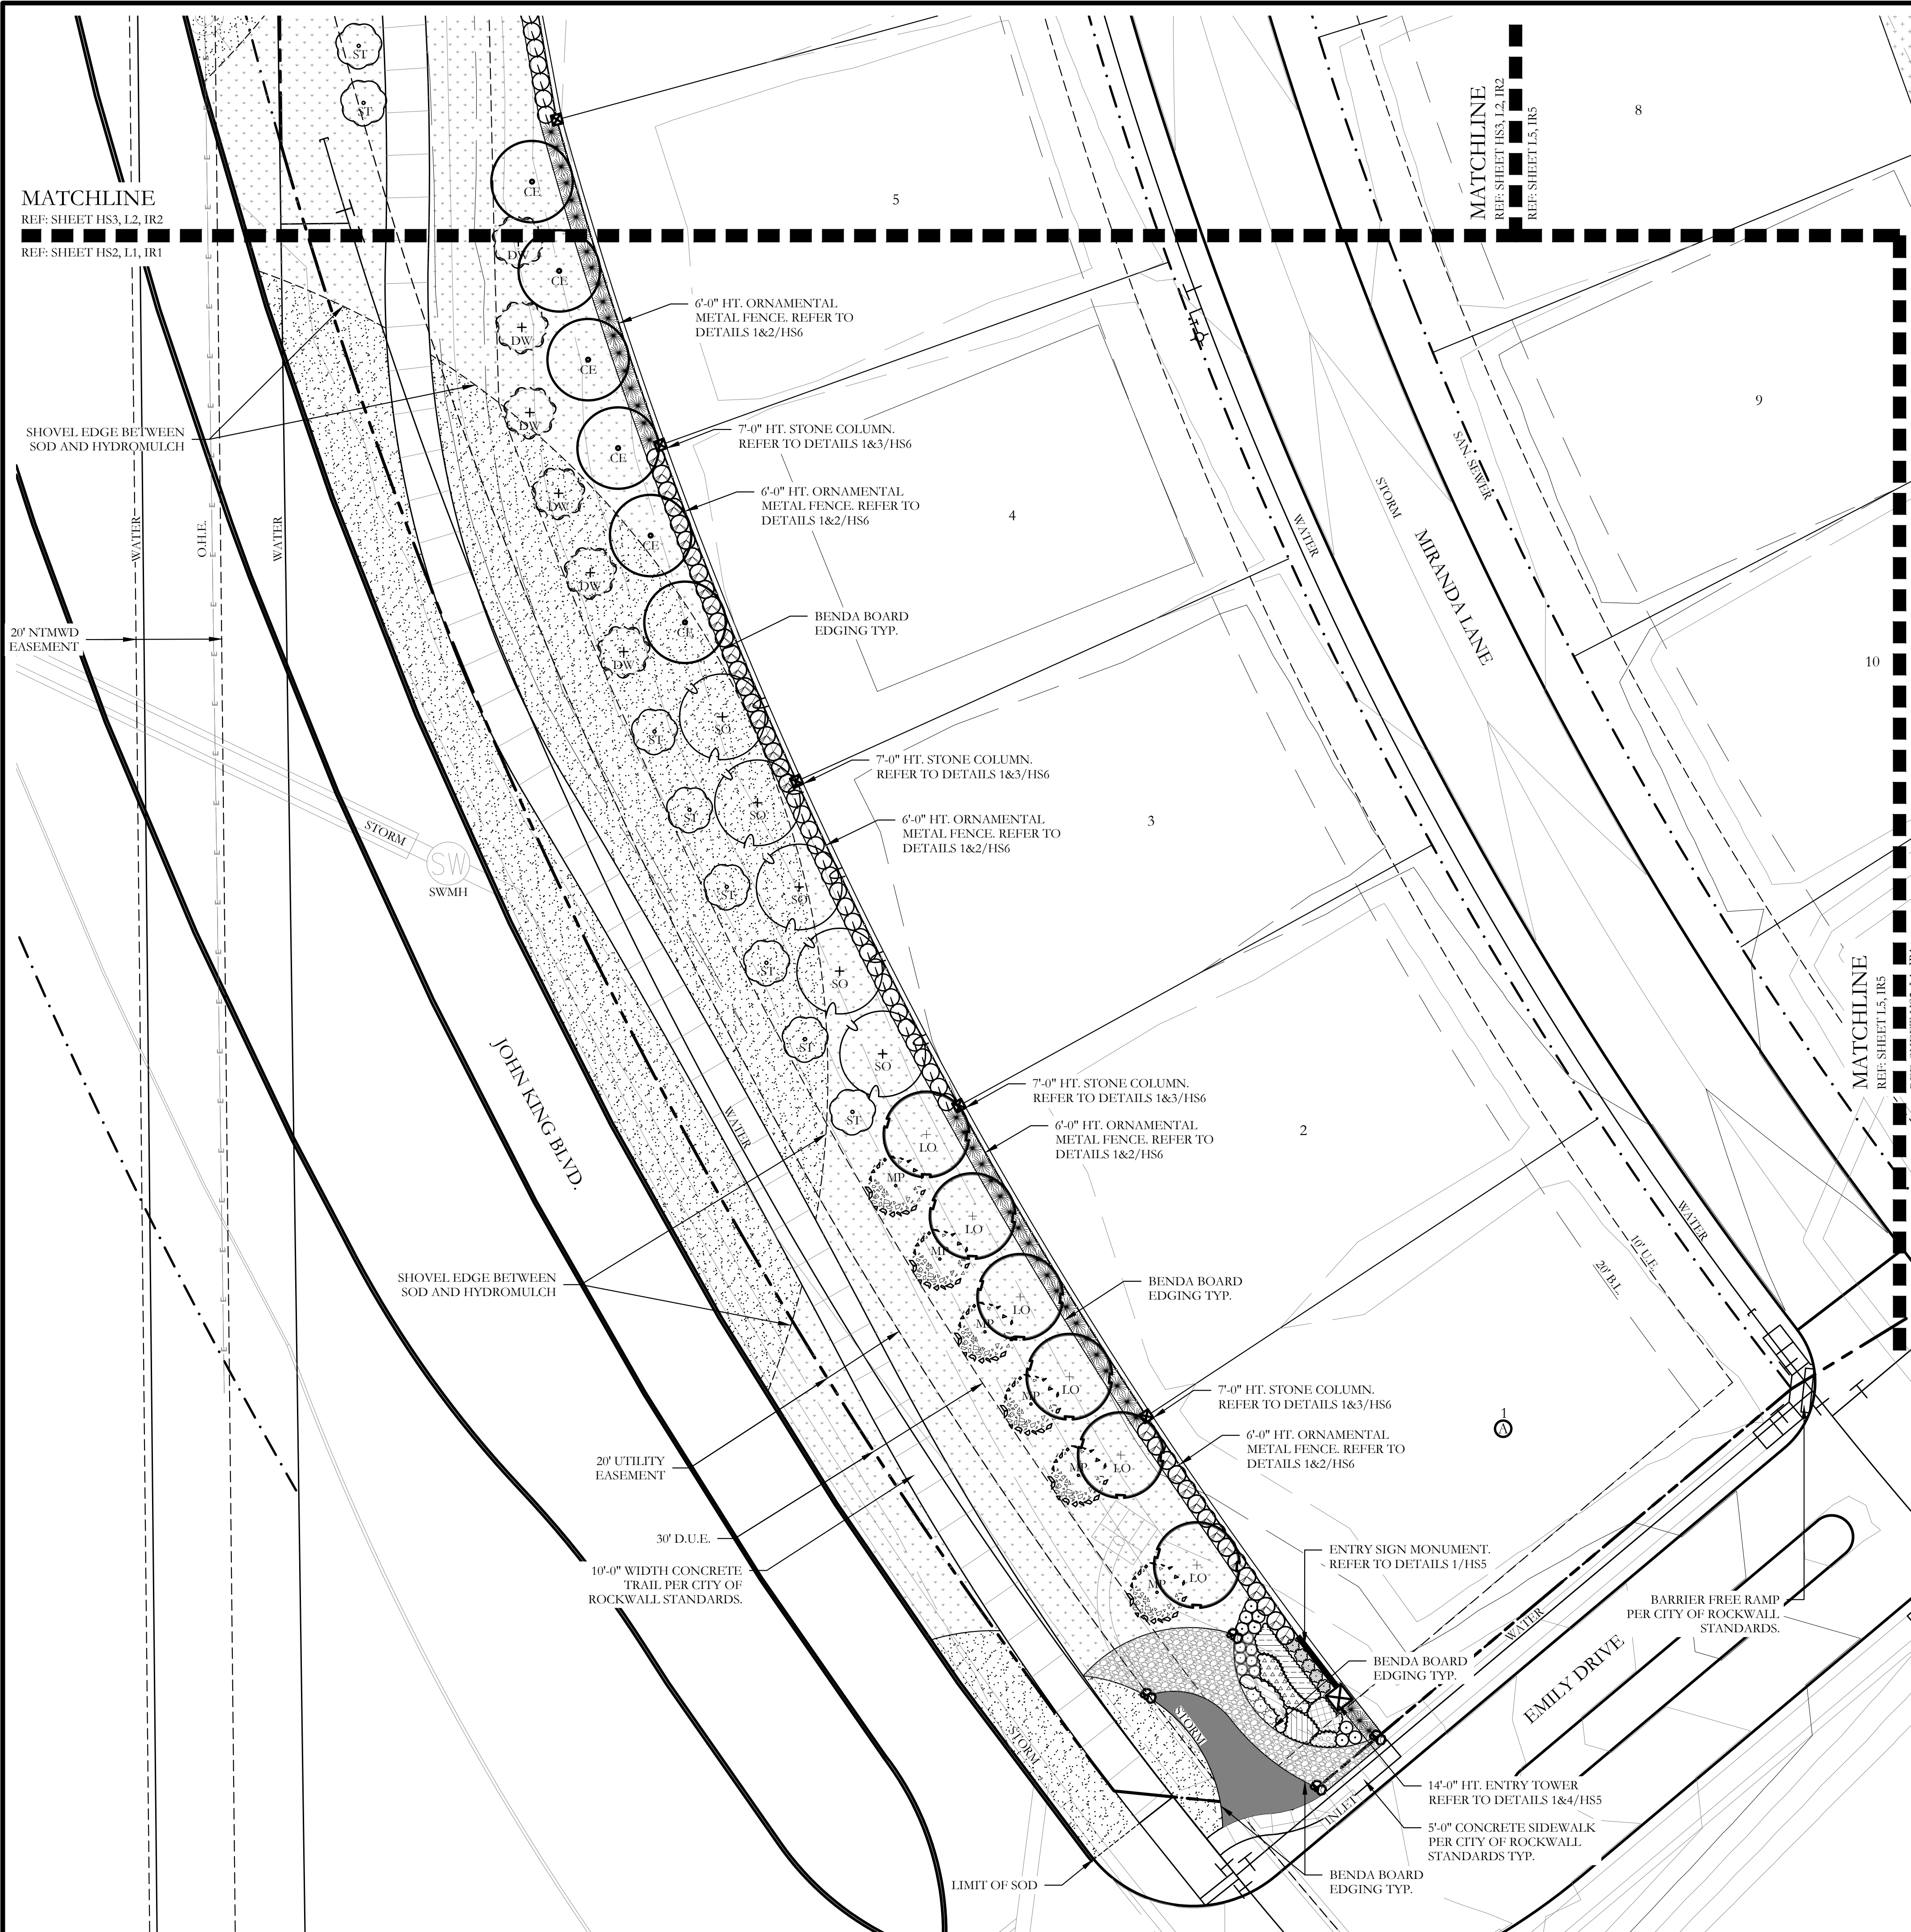 ST
ST
MATCHLINE
REF: SHEET HS3, L2, IR2
REF: SHEET HS2, L1, IR1
MATCHLINE
REF: SHEET HS3, L2, IR2
REF: SHEET L5, IR5
8
5
CE
DW
CE
6'-0" HT. ORNAMENTAL
METAL FENCE. REFER TO
DETAILS 1&2/HS6
DW
CE
9
SHOVEL EDGE BETWEEN
SOD AND HYDROMULCH
DW
7'-0" HT. STONE COLUMN.
REFER TO DETAILS 1&3/HS6
CE
SAN. SEWER
STORM
DW
6'-0" HT. ORNAMENTAL
METAL FENCE. REFER TO
DETAILS 1&2/HS6
4
WATER
O.H.E.
WATER
CE
WATER
MIRANDA LANE
DW
20' NTMWD
EASEMENT
BENDA BOARD
EDGING TYP.
CE
DW
10
ST
SO
7'-0" HT. STONE COLUMN.
REFER TO DETAILS 1&3/HS6
ST
SO
STORM
SW
SWMH
6'-0" HT. ORNAMENTAL
METAL FENCE. REFER TO
DETAILS 1&2/HS6
3
ST
SO
ST
SO
MATCHLINE
REF: SHEET L5, IR5
JOHN KING BLVD.
ST
SO
7'-0" HT. STONE COLUMN.
REFER TO DETAILS 1&3/HS6
WATER
ST
LO
6'-0" HT. ORNAMENTAL
METAL FENCE. REFER TO
DETAILS 1&2/HS6
2
MP
LO
MP
WATER
10' U.E.
20' B.L.
SHOVEL EDGE BETWEEN
SOD AND HYDROMULCH
BENDA BOARD
EDGING TYP.
LO
MP
LO
MP
7'-0" HT. STONE COLUMN.
REFER TO DETAILS 1&3/HS6
1
A
20' UTILITY
EASEMENT
LO
MP
6'-0" HT. ORNAMENTAL
METAL FENCE. REFER TO
DETAILS 1&2/HS6
30' D.U.E.
10'-0" WIDTH CONCRETE
TRAIL PER CITY OF
ROCKWALL STANDARDS.
LO
MP
ENTRY SIGN MONUMENT.
REFER TO DETAILS 1/HS5
BARRIER FREE RAMP
PER CITY OF ROCKWALL
STANDARDS.
WATER
BENDA BOARD
EDGING TYP.
EMILY DRIVE
STORM
STORM
14'-0" HT. ENTRY TOWER
REFER TO DETAILS 1&4/HS5
INLET
5'-0" CONCRETE SIDEWALK
PER CITY OF ROCKWALL
STANDARDS TYP.
BENDA BOARD
EDGING TYP.
LIMIT OF SOD